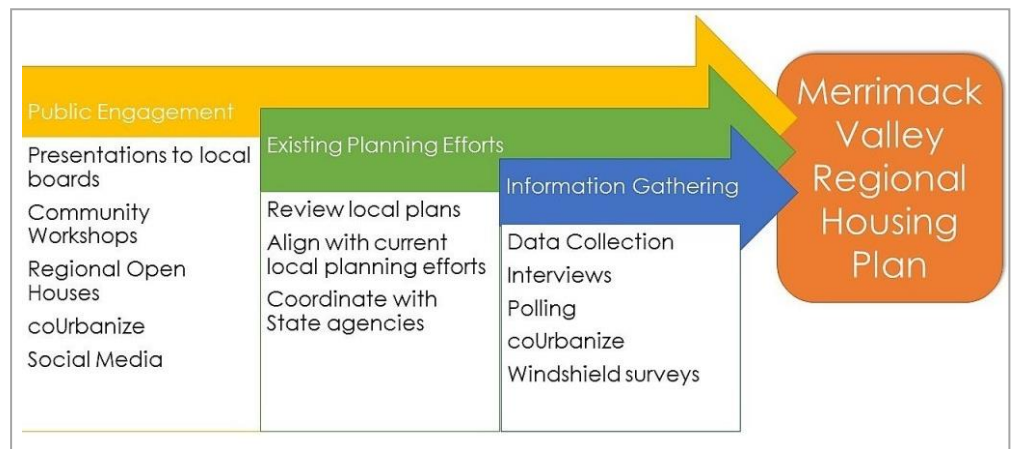 Public Engagement
Presentations to local
boards
Community
Workshops
Regional Open
Houses
coUrbanize
Social Media
Existing Planning Efforts
Review local plans
Align with current
local planning efforts
Coordinate with
State agencies
Information Gathering
Data Collection
Interviews
Polling
coUrbanize
Windshield surveys
Merrimack
Valley
Regional
Housing
Plan